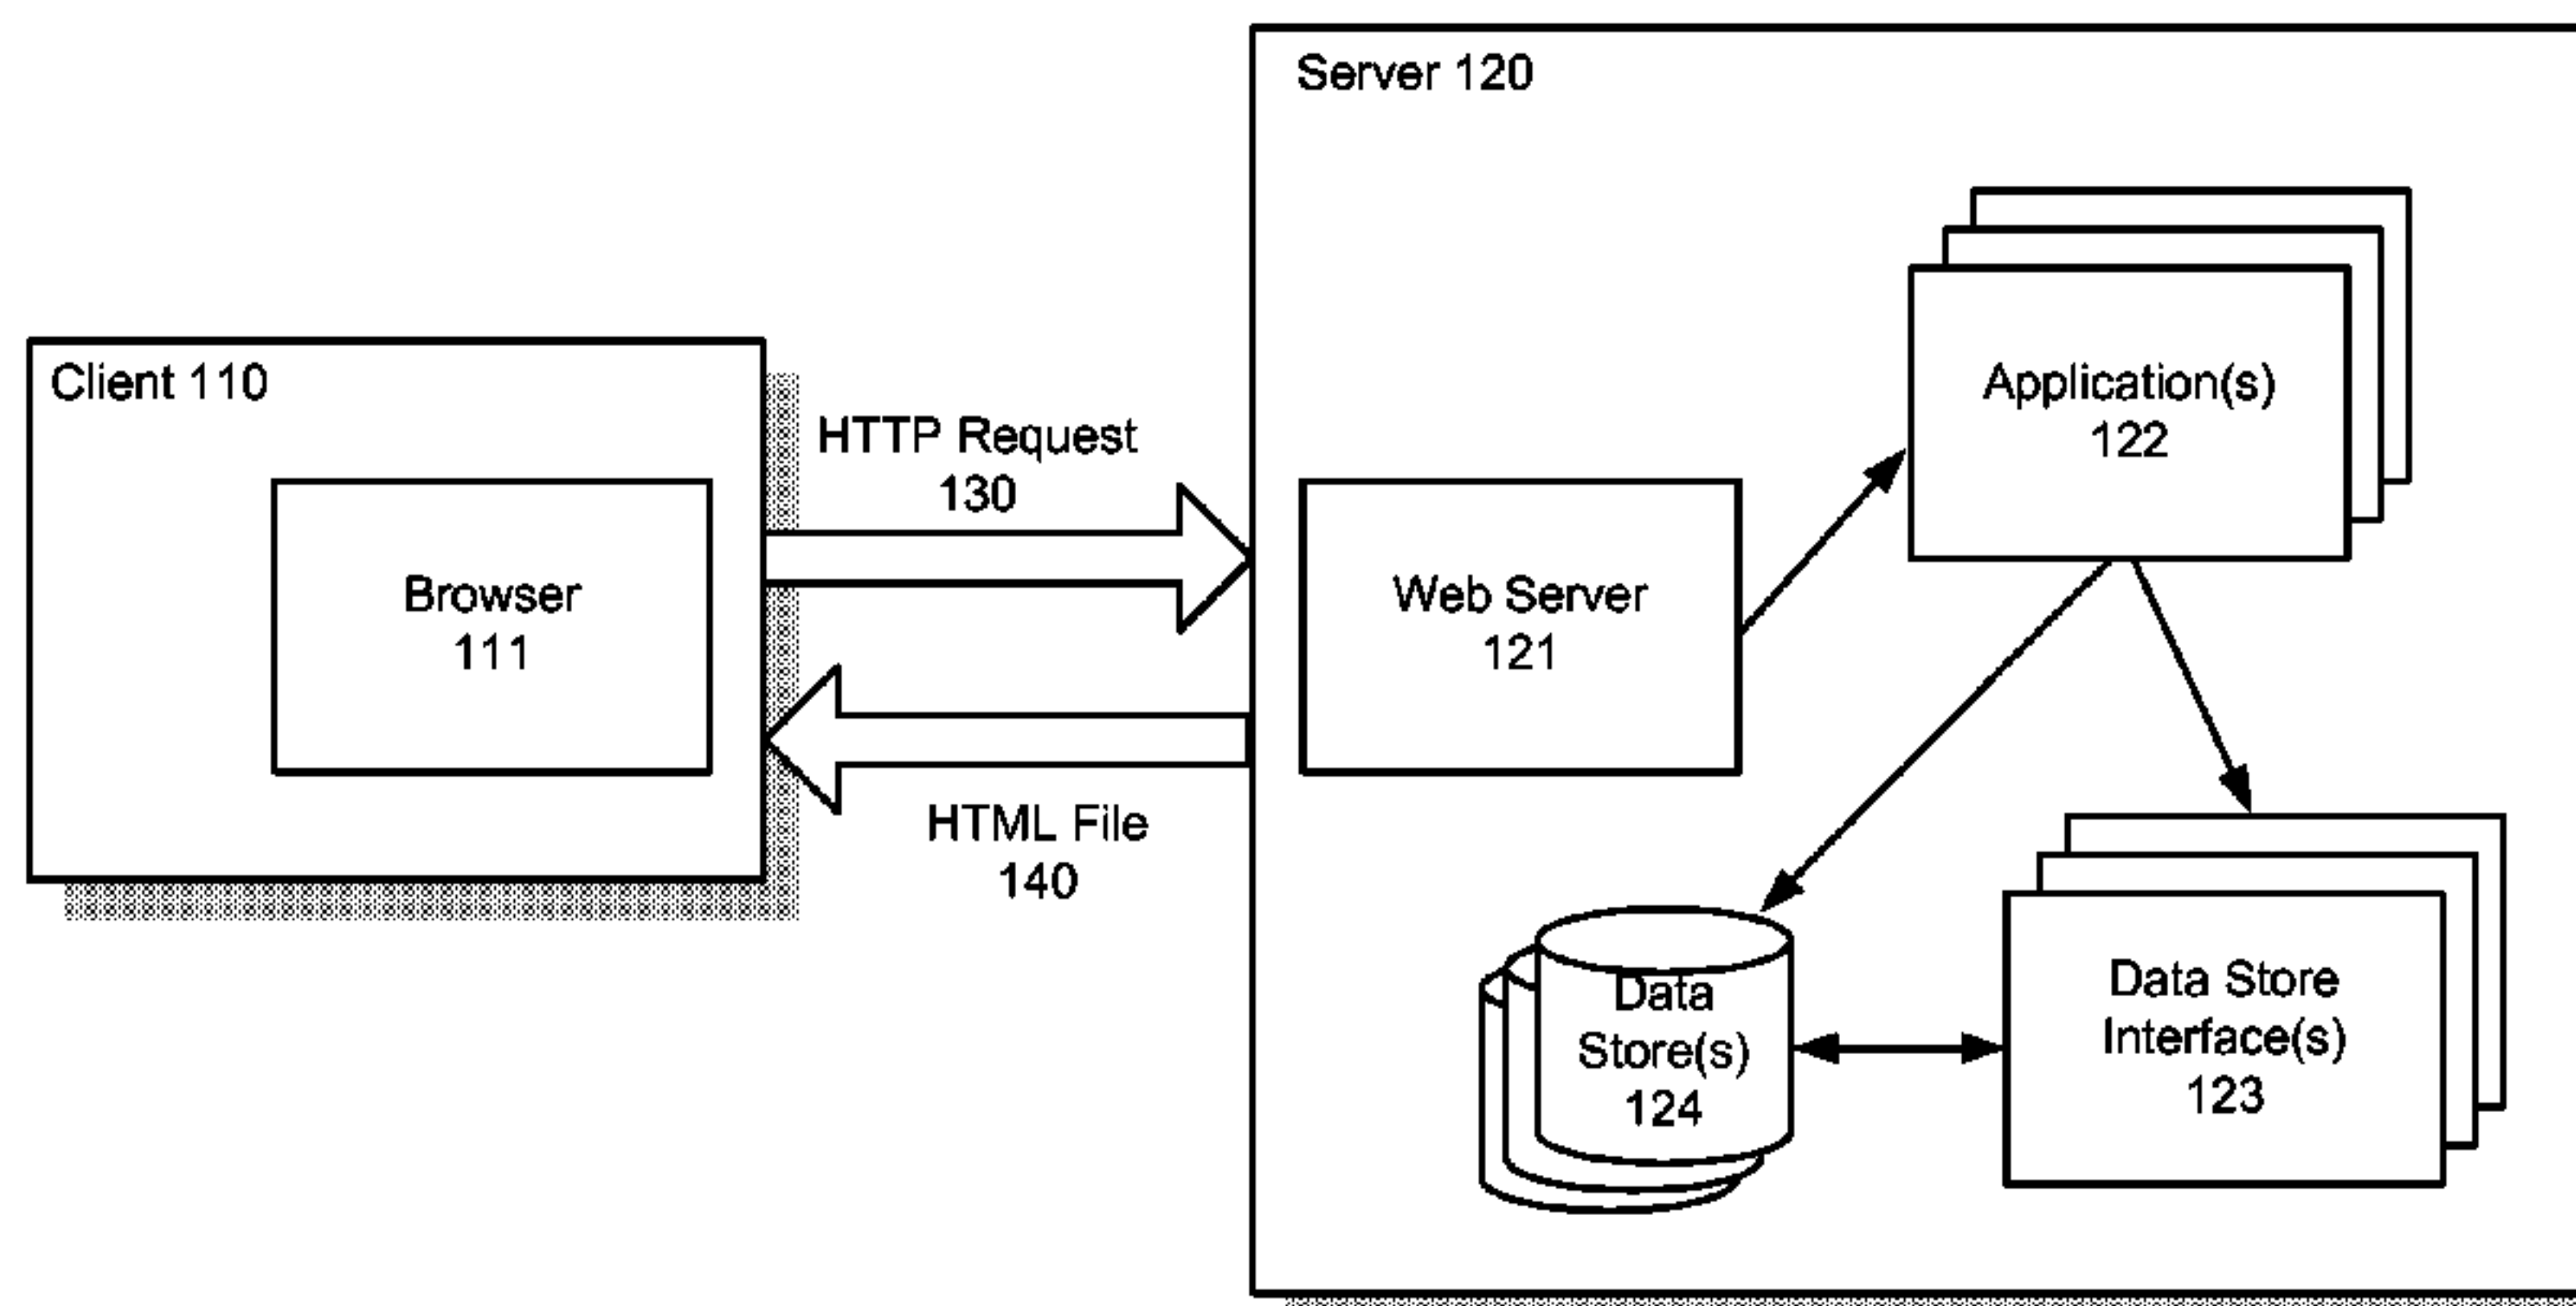 Server 120
Client 110
HTTP Request
130
Browser
111
HTML File
140
Web Server
121
Application(s)
122
Data
Store(s)
124
Data Store
Interface(s)
123